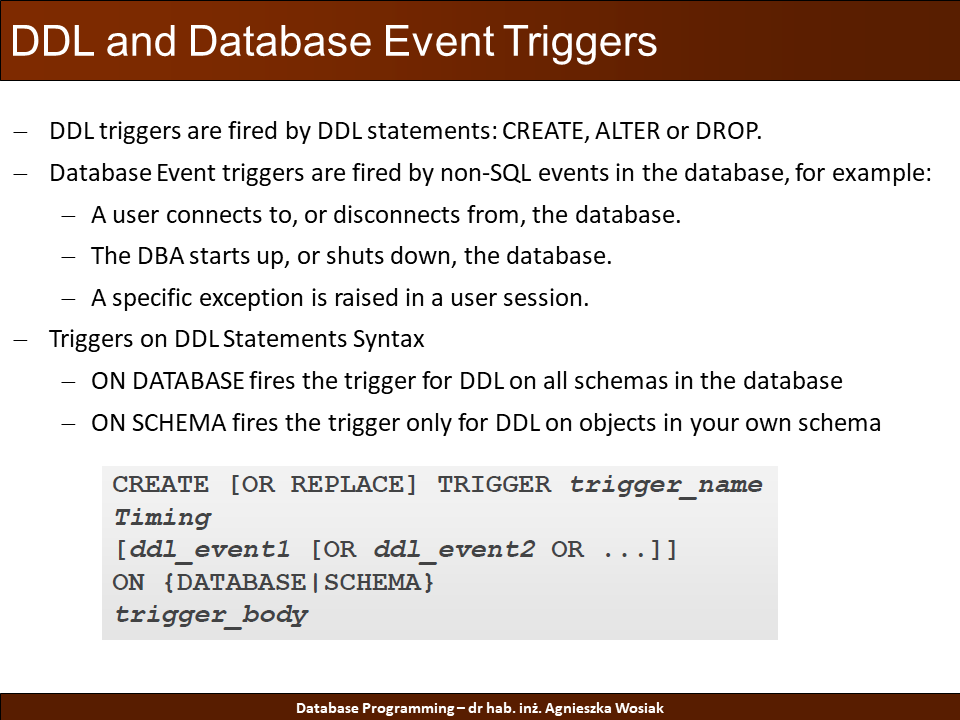 DDL and Database Event Triggers
– DDL triggers are fired by DDL statements: CREATE, ALTER or DROP.
– Database Event triggers are fired by non-SQL events in the database, for example:
– A user connects to, or disconnects from, the database.
– The DBA starts up, or shuts down, the database.
– A specific exception is raised in a user session.
– Triggers on DDL Statements Syntax
– ON DATABASE fires the trigger for DDL on all schemas in the database
– ON SCHEMA fires the trigger only for DDL on objects in your own schema
CREATE [OR REPLACE] TRIGGER trigger_name
Timing
[ddl_event1 [OR ddl_event2 OR ...]]
ON {DATABASE|SCHEMA}
trigger_body
Database Programming – dr hab. inż. Agnieszka Wosiak